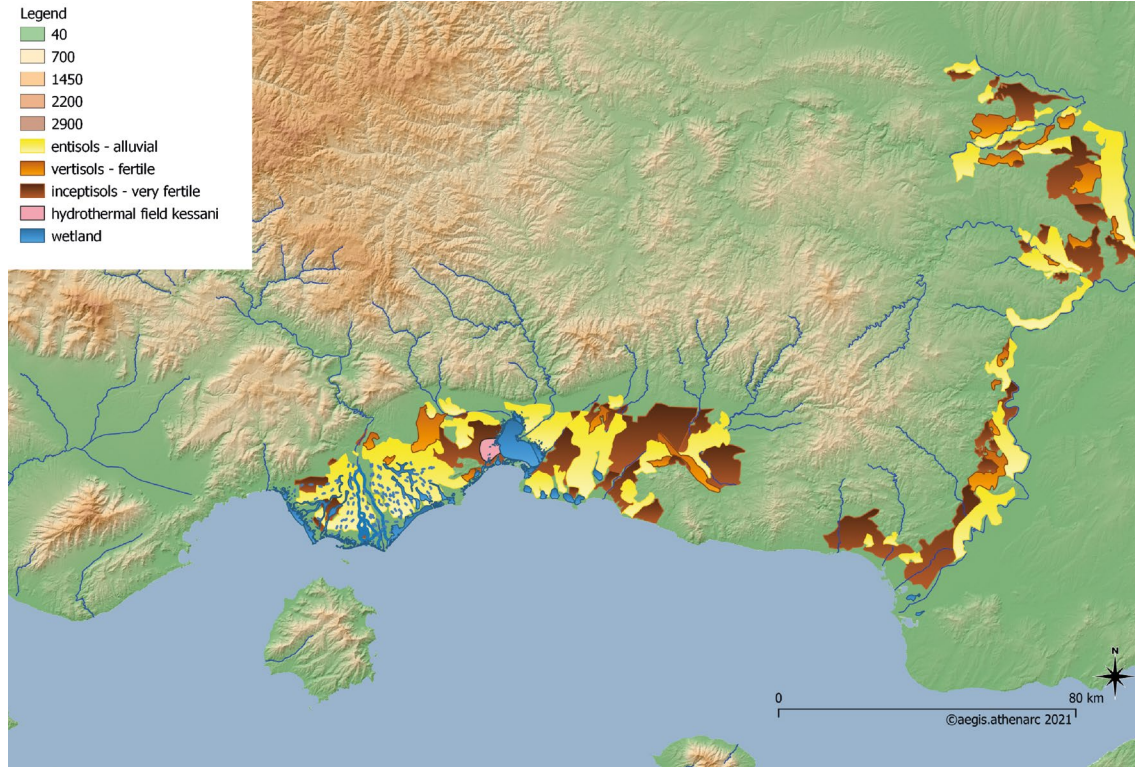 Legend
40
700
1450
2200
2900
entisols - alluvial
vertisols - fertile
inceptisols - very fertile
hydrothermal field kessani
wetland
N
0 80 km
©aegis.athenarc 2021